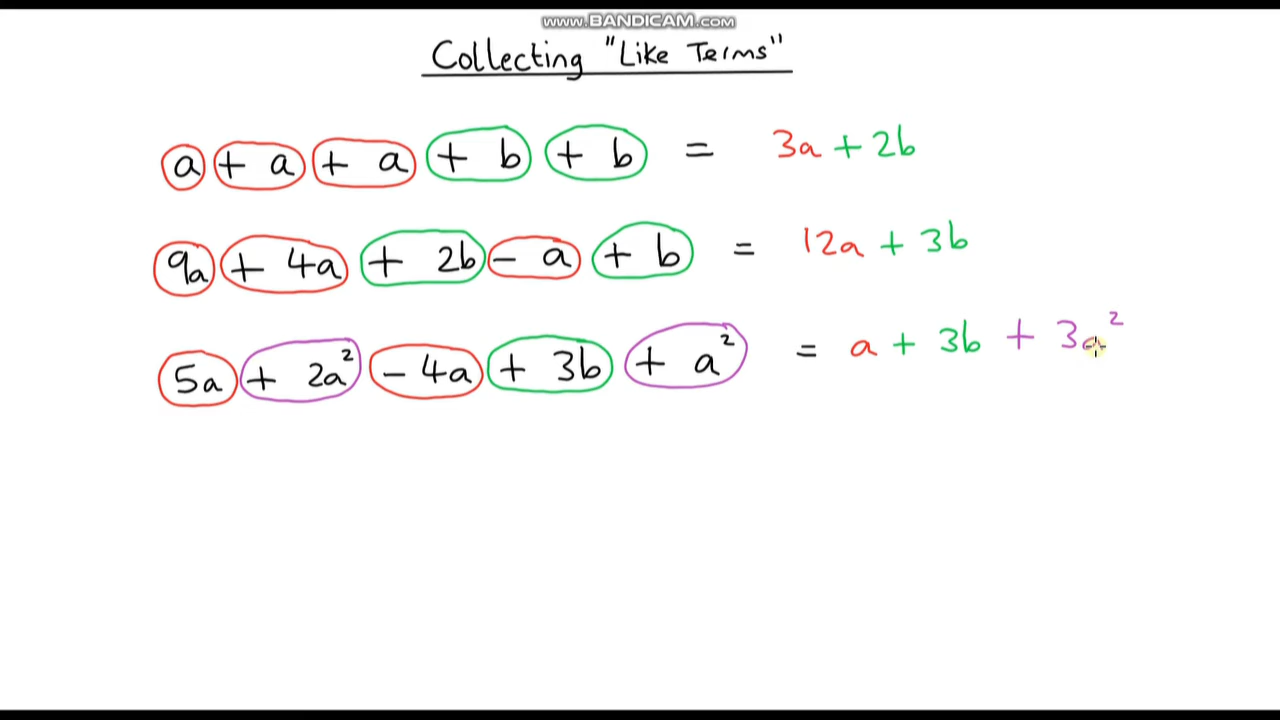 www.BANDICAM.com
Collecting "Like Terms"
a + a + a + b + b = 3a + 2b
9a + 4a + 2b - a + b = 12a + 3b
5a + 2a² - 4a + 3b + a² = a + 3b + 3a²